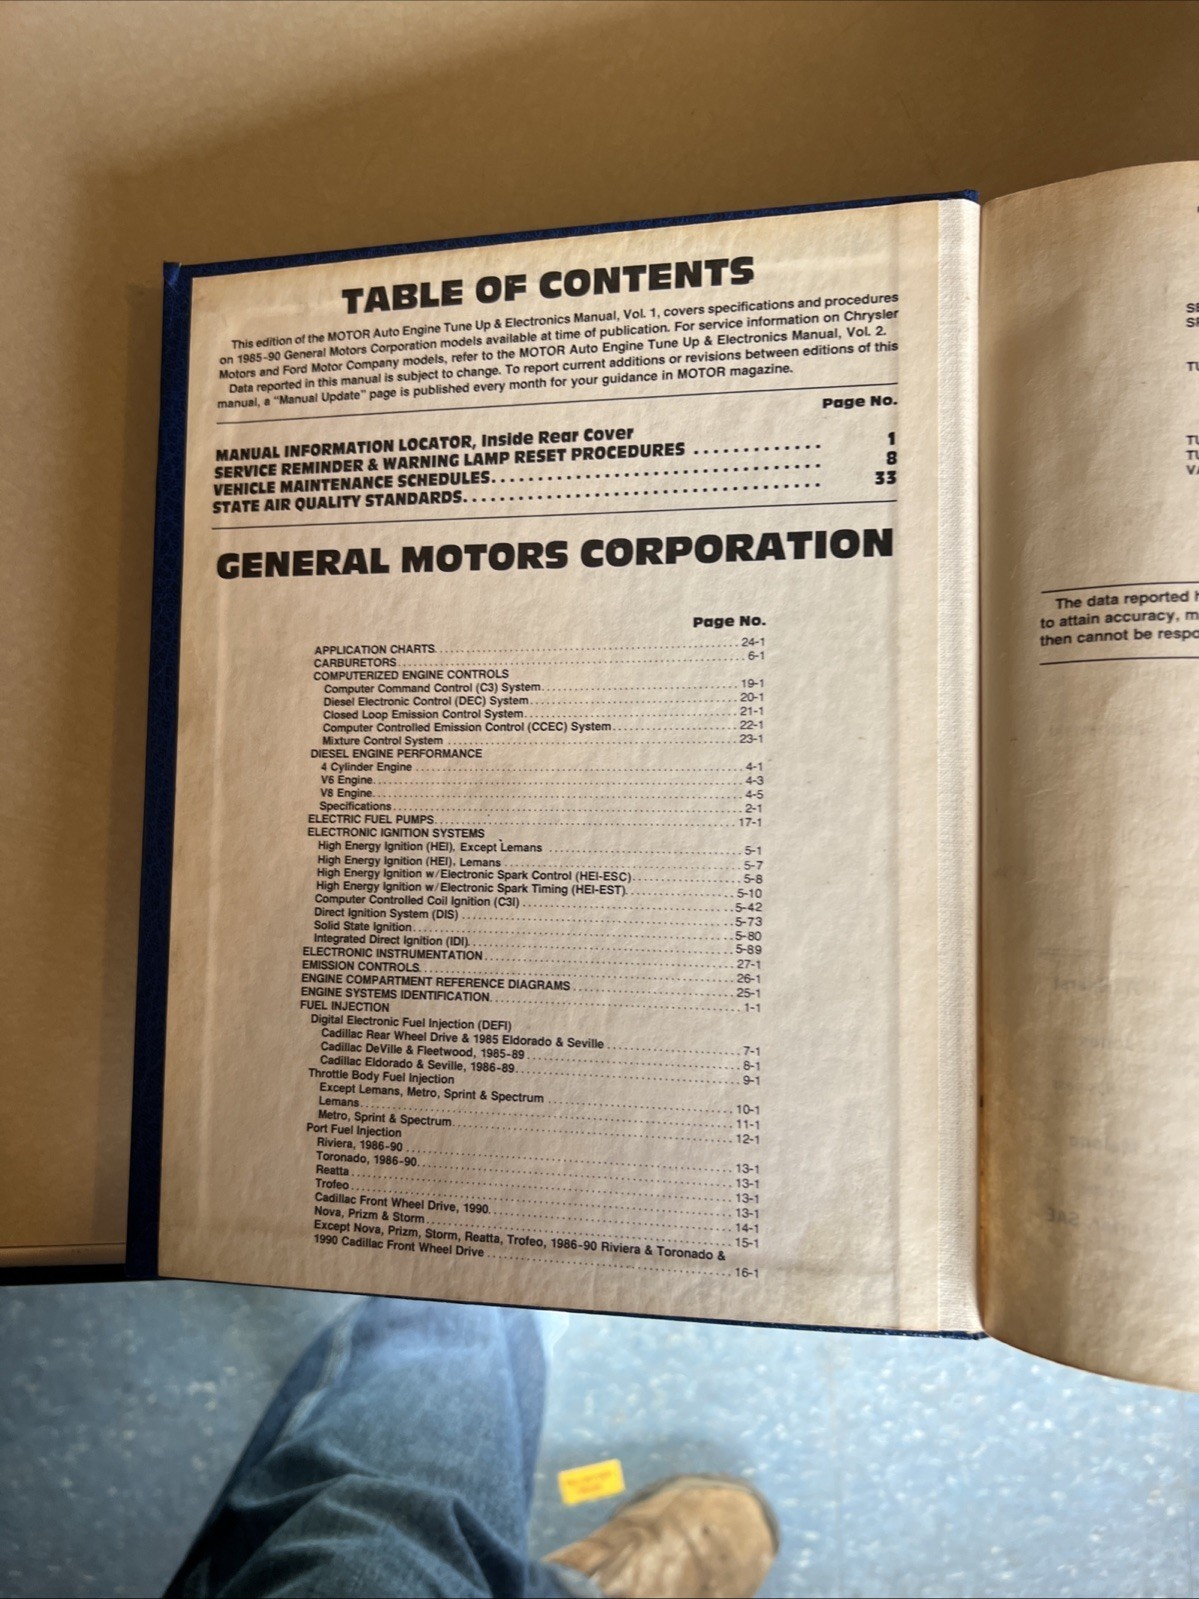 TABLE OF CONTENTS
This edition of the MOTOR Auto Engine Tune Up & Electronics Manual, Vol. 1, covers specifications and procedures
on 1985-90 General Motors Corporation models available at time of publication. For service information on Chrysler
Motors and Ford Motor Company models, refer to the MOTOR Auto Engine Tune Up & Electronics Manual, Vol. 2.
Data reported in this manual is subject to change. To report current additions or revisions between editions of this
manual, a "Manual Update" page is published every month for your guidance in MOTOR magazine.
Page No.
MANUAL INFORMATION LOCATOR, Inside Rear Cover
SERVICE REMINDER & WARNING LAMP RESET PROCEDURES ............. 1
VEHICLE MAINTENANCE SCHEDULES................................. 8
STATE AIR QUALITY STANDARDS.................................... 33
GENERAL MOTORS CORPORATION
Page No.
APPLICATION CHARTS..........24-1
CARBURETORS..........6-1
COMPUTERIZED ENGINE CONTROLS
Computer Command Control (C3) System..........19-1
Diesel Electronic Control (DEC) System..........20-1
Closed Loop Emission Control System..........21-1
Computer Controlled Emission Control (CCEC) System..........22-1
Mixture Control System ..........23-1
DIESEL ENGINE PERFORMANCE
4 Cylinder Engine ..........4-1
V6 Engine..........4-3
V8 Engine..........4-5
Specifications..........2-1
ELECTRIC FUEL PUMPS..........17-1
ELECTRONIC IGNITION SYSTEMS
High Energy Ignition (HEI), Except Lemans ..........5-1
High Energy Ignition (HEI), Lemans ..........5-7
High Energy Ignition w/Electronic Spark Control (HEI-ESC)..........5-8
High Energy Ignition w/Electronic Spark Timing (HEI-EST)..........5-10
Computer Controlled Coil Ignition (C3I) ..........5-42
Direct Ignition System (DIS) ..........5-73
Solid State Ignition..........5-80
Integrated Direct Ignition (IDI)..........5-89
ELECTRONIC INSTRUMENTATION..........27-1
EMISSION CONTROLS..........26-1
ENGINE COMPARTMENT REFERENCE DIAGRAMS..........25-1
ENGINE SYSTEMS IDENTIFICATION..........1-1
FUEL INJECTION
Digital Electronic Fuel Injection (DEFI)
Cadillac Rear Wheel Drive & 1985 Eldorado & Seville ..........7-1
Cadillac DeVille & Fleetwood, 1985-89 ..........8-1
Cadillac Eldorado & Seville, 1986-89..........9-1
Throttle Body Fuel Injection
Except Lemans, Metro, Sprint & Spectrum ..........10-1
Lemans..........11-1
Metro, Sprint & Spectrum..........12-1
Port Fuel Injection
Riviera, 1986-90 ..........13-1
Toronado, 1986-90..........13-1
Reatta ..........13-1
Trofeo ..........13-1
Cadillac Front Wheel Drive, 1990..........14-1
Nova, Prizm & Storm..........15-1
Except Nova, Prizm, Storm, Reatta, Trofeo, 1986-90 Riviera & Toronado &
1990 Cadillac Front Wheel Drive ..........16-1
The data reported
to attain accuracy,
then cannot be